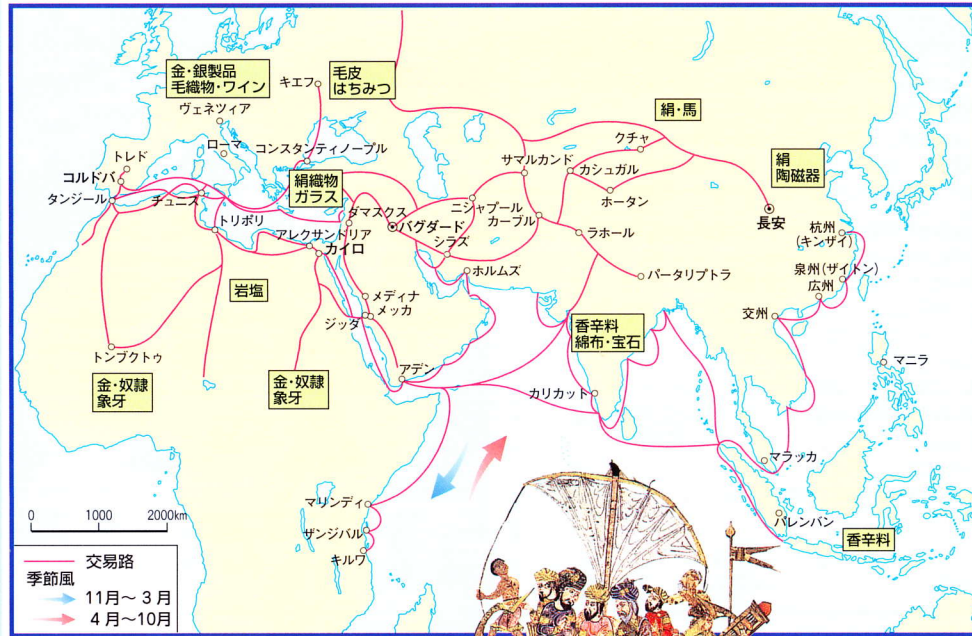 金・銀製品
毛織物・ワイン
ヴェネツィア
キエフ
毛皮
はちみつ
絹・馬
クチャ
トレド
ローマ
コンスタンティノープル
サマルカンド
カシュガル
絹
陶磁器
コルドバ
タンジール
チュニス
絹織物
ガラス
ホータン
ダマスクス
ニシャプール
カーブル
長安
トリポリ
バグダード
アレクサンドリア
シラズ
ラホール
杭州
(キンザイ)
カイロ
ホルムズ
パータリプトラ
泉州(ザイトン)
広州
岩塩
メディナ
メッカ
ジッダ
交州
香辛料
綿布・宝石
トンブクトゥ
マニラ
金・奴隷
象牙
金・奴隷
象牙
アデン
カリカット
マラッカ
マリンディ
0 1000 2000km
ザンジバル
パレンバン
キルワ
香辛料
交易路
季節風
11月～3月
4月～10月